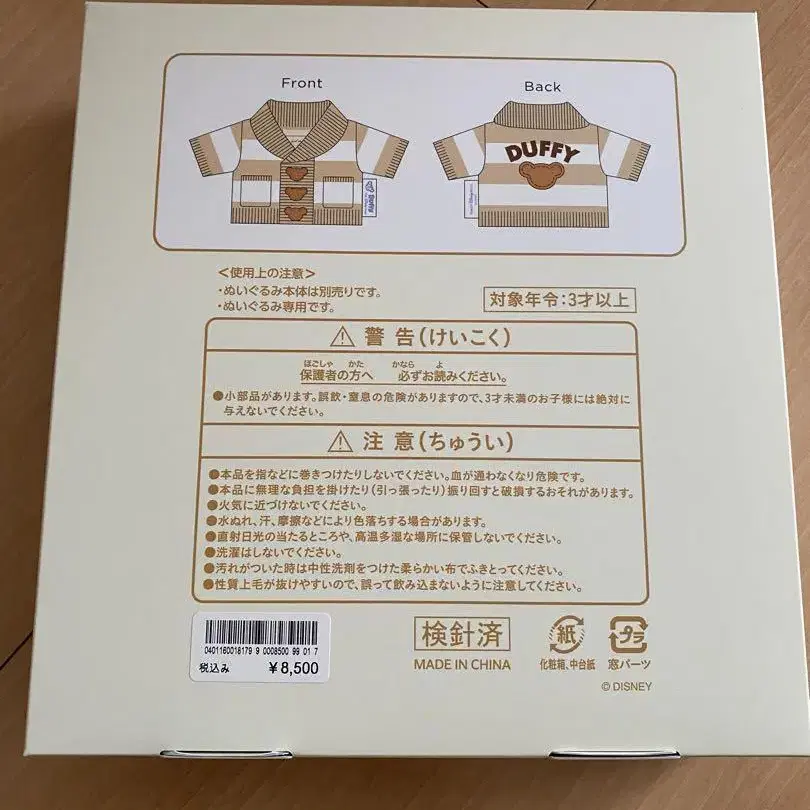 Front
Back
DUFFY
Duffy
<使用上の注意>
・ぬいぐるみ本体は別売りです。
・ぬいぐるみ専用です。
対象年令:3才以上
警告(けいこく)
ほごしゃ かた かなら よ
保護者の方へ 必ずお読みください。
●小部品があります。誤飲・窒息の危険がありますので、3才未満のお子様には絶対に
与えないでください。
注意(ちゅうい)
●本品を指などに巻きつけたりしないでください。血が通わなくなり危険です。
●本品に無理な負担を掛けたり(引っ張ったり)振り回すと破損するおそれがあります。
●火気に近づけないでください。
●水ぬれ、汗、摩擦などにより色落ちする場合があります。
●直射日光の当たるところや、高温多湿な場所に保管しないでください。
●洗濯はしないでください。
●汚れがついた時は中性洗剤をつけた柔らかい布でふきとってください。
●性質上毛が抜けやすいので、誤って飲み込まないように注意してください。
0401160018179 9 0008500 99 01 7
税込み ¥8,500
検針済
MADE IN CHINA
紙
化粧箱、中台紙
プラ
窓パーツ
© DISNEY